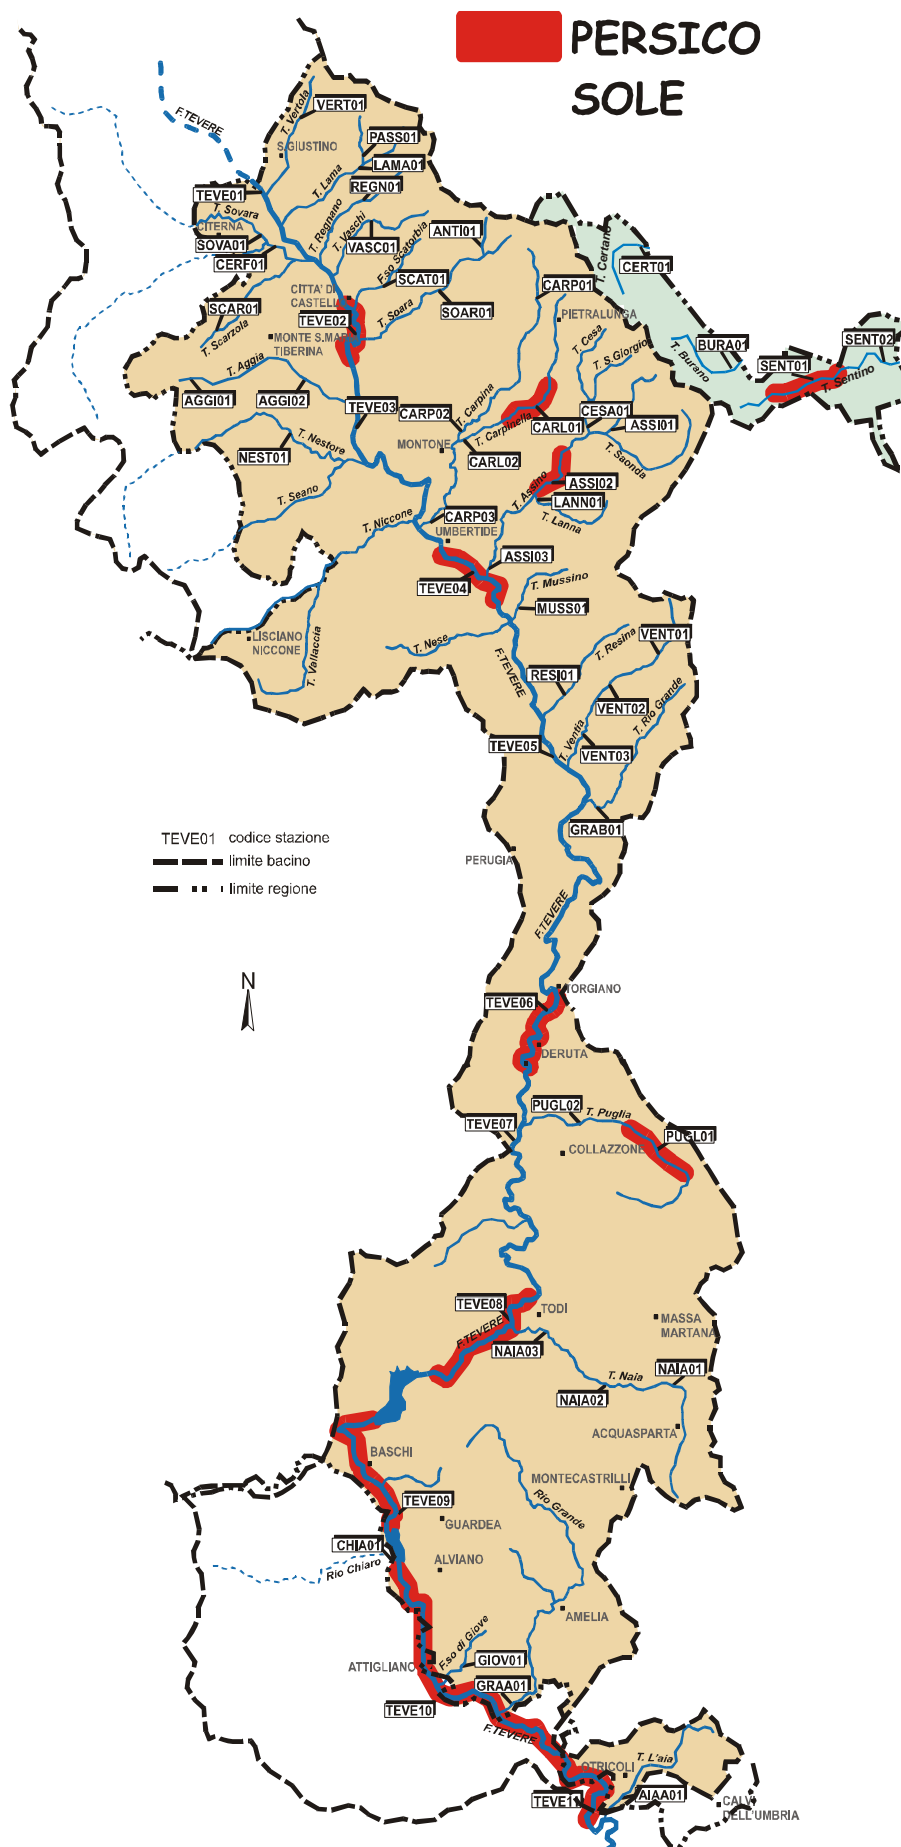 PERSICO
SOLE
F.TEVERE
T. Vertola
VERT01
S.GIUSTINO
PASS01
LAMA01
T. Lama
REGN01
TEVE01
T. Sovara
CITERNA
SOVA01
CERF01
T. Regnano
T. Vaschi
VASC01
F.so Scatorbia
ANTI01
T. Certano
CERT01
SCAT01
CARP01
CITTA' DI
CASTELL
SOAR01
SCAR01
T. Scarzola
TEVE02
T. Soara
PIETRALUNGA
MONTE S.MAR
TIBERINA
T. Cesa
T. S.Giorgio
T. Burano
BURA01
SENT02
SENT01
T. Sentino
T. Aggia
AGGI01
AGGI02
TEVE03
T. Carpina
CARP02
T. Carpinella
CARL01
CESA01
ASSI01
MONTONE
CARL02
T. Nestore
NEST01
T. Saonda
T. Seano
T. Assino
ASSI02
LANN01
T. Lanna
T. Niccone
CARP03
UMBERTIDE
ASSI03
TEVE04
T. Mussino
MUSS01
LISCIANO
NICCONE
T. Vallaccia
T. Nese
F.TEVERE
T. Resina
VENT01
RESI01
VENT02
T. Rio Grande
TEVE05
T. Ventia
VENT03
GRAB01
TEVE01 codice stazione
limite bacino
limite regione
PERUGIA
F.TEVERE
N
TORGIANO
TEVE06
DERUTA
PUGL02
T. Puglia
TEVE07
PUGL01
COLLAZZONE
TEVE08
TODI
MASSA
MARTANA
F.TEVERE
NAIA03
NAIA01
T. Naia
NAIA02
ACQUASPARTA
BASCHI
MONTECASTRILLI
TEVE09
Rio Grande
GUARDEA
CHIA01
Rio Chiaro
ALVIANO
AMELIA
F.so di Giove
ATTIGLIANO
GIOV01
GRAA01
TEVE10
F.TEVERE
T. L'aia
OTRICOLI
TEVE11
AIAA01
CALVI
DELL'UMBRIA